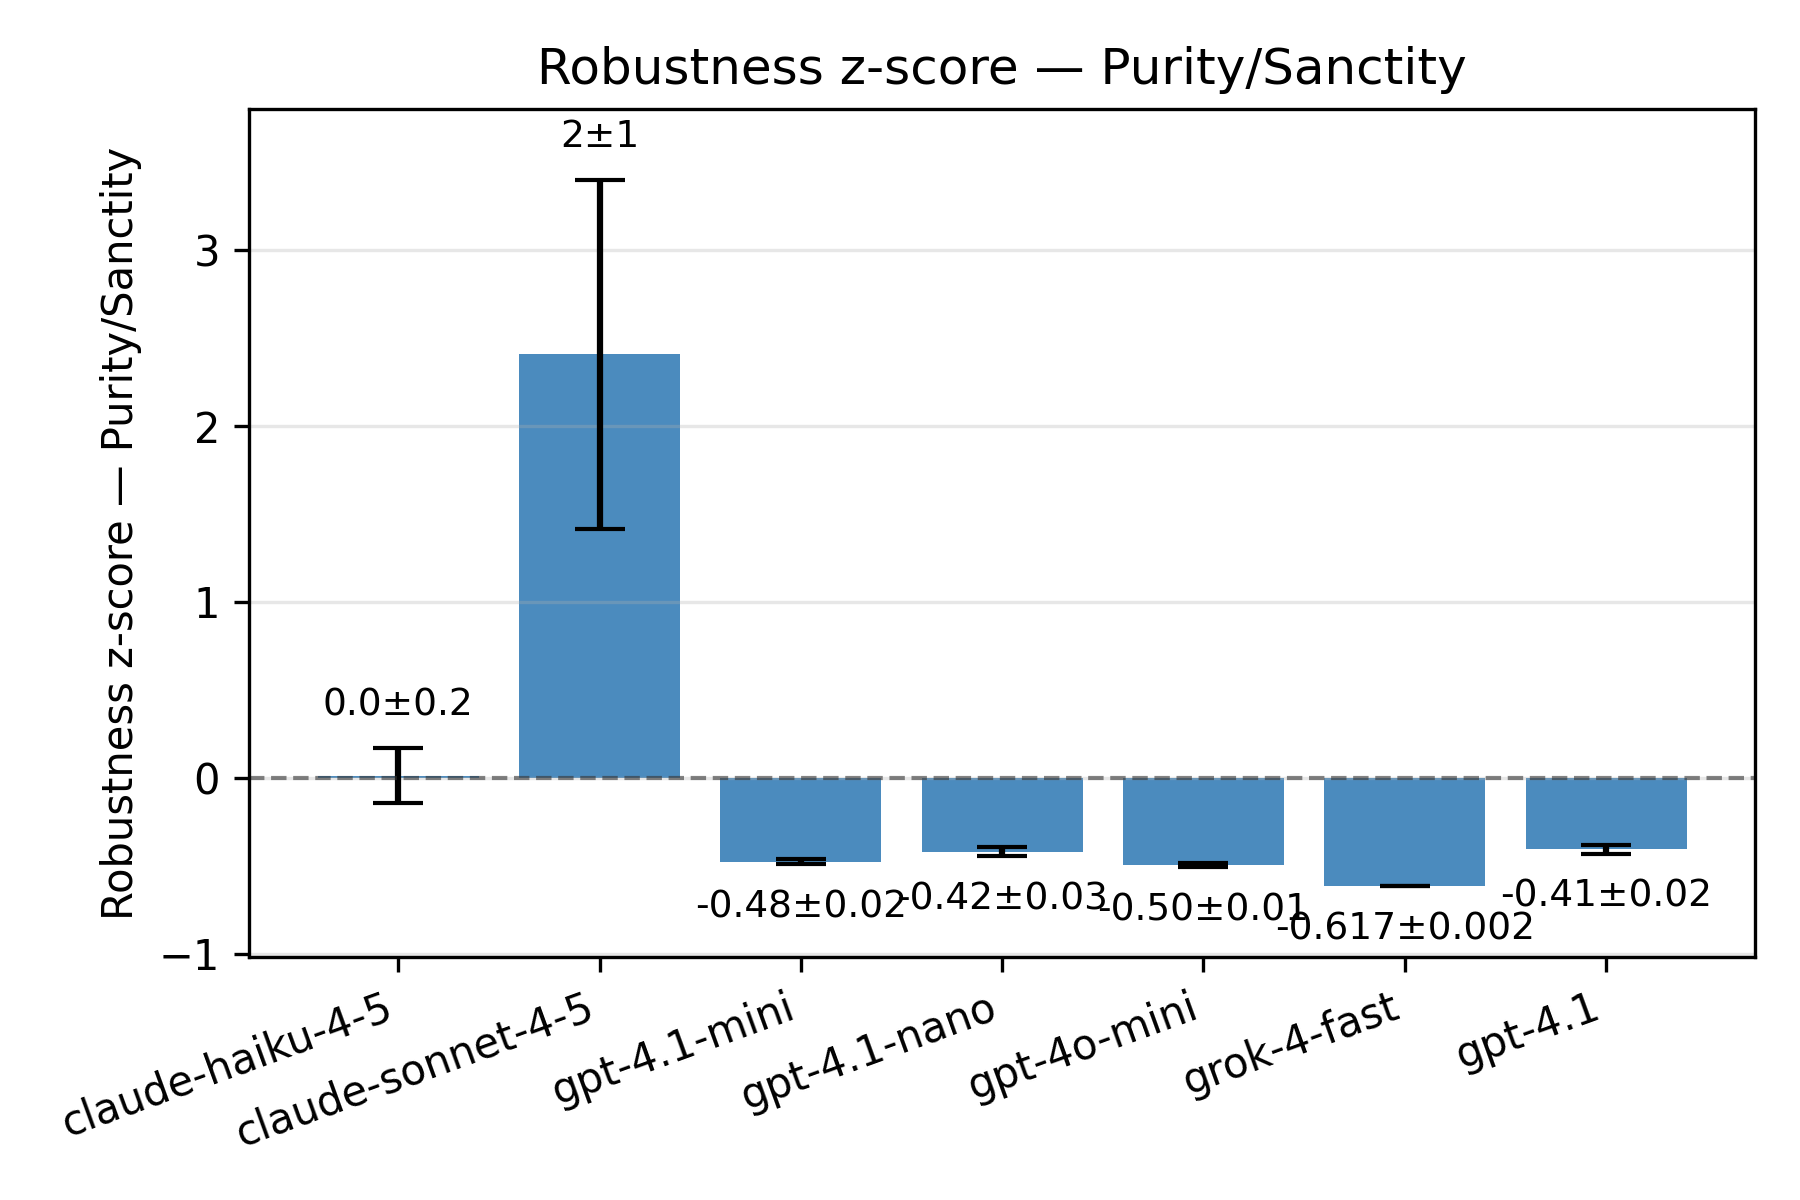 Robustness z-score — Purity/Sanctity
Robustness z-score — Purity/Sanctity
3
2
1
0
−1
0.0±0.2
2±1
-0.48±0.02
-0.42±0.03
-0.50±0.01
-0.617±0.002
-0.41±0.02
claude-haiku-4-5
claude-sonnet-4-5
gpt-4.1-mini
gpt-4.1-nano
gpt-4o-mini
grok-4-fast
gpt-4.1